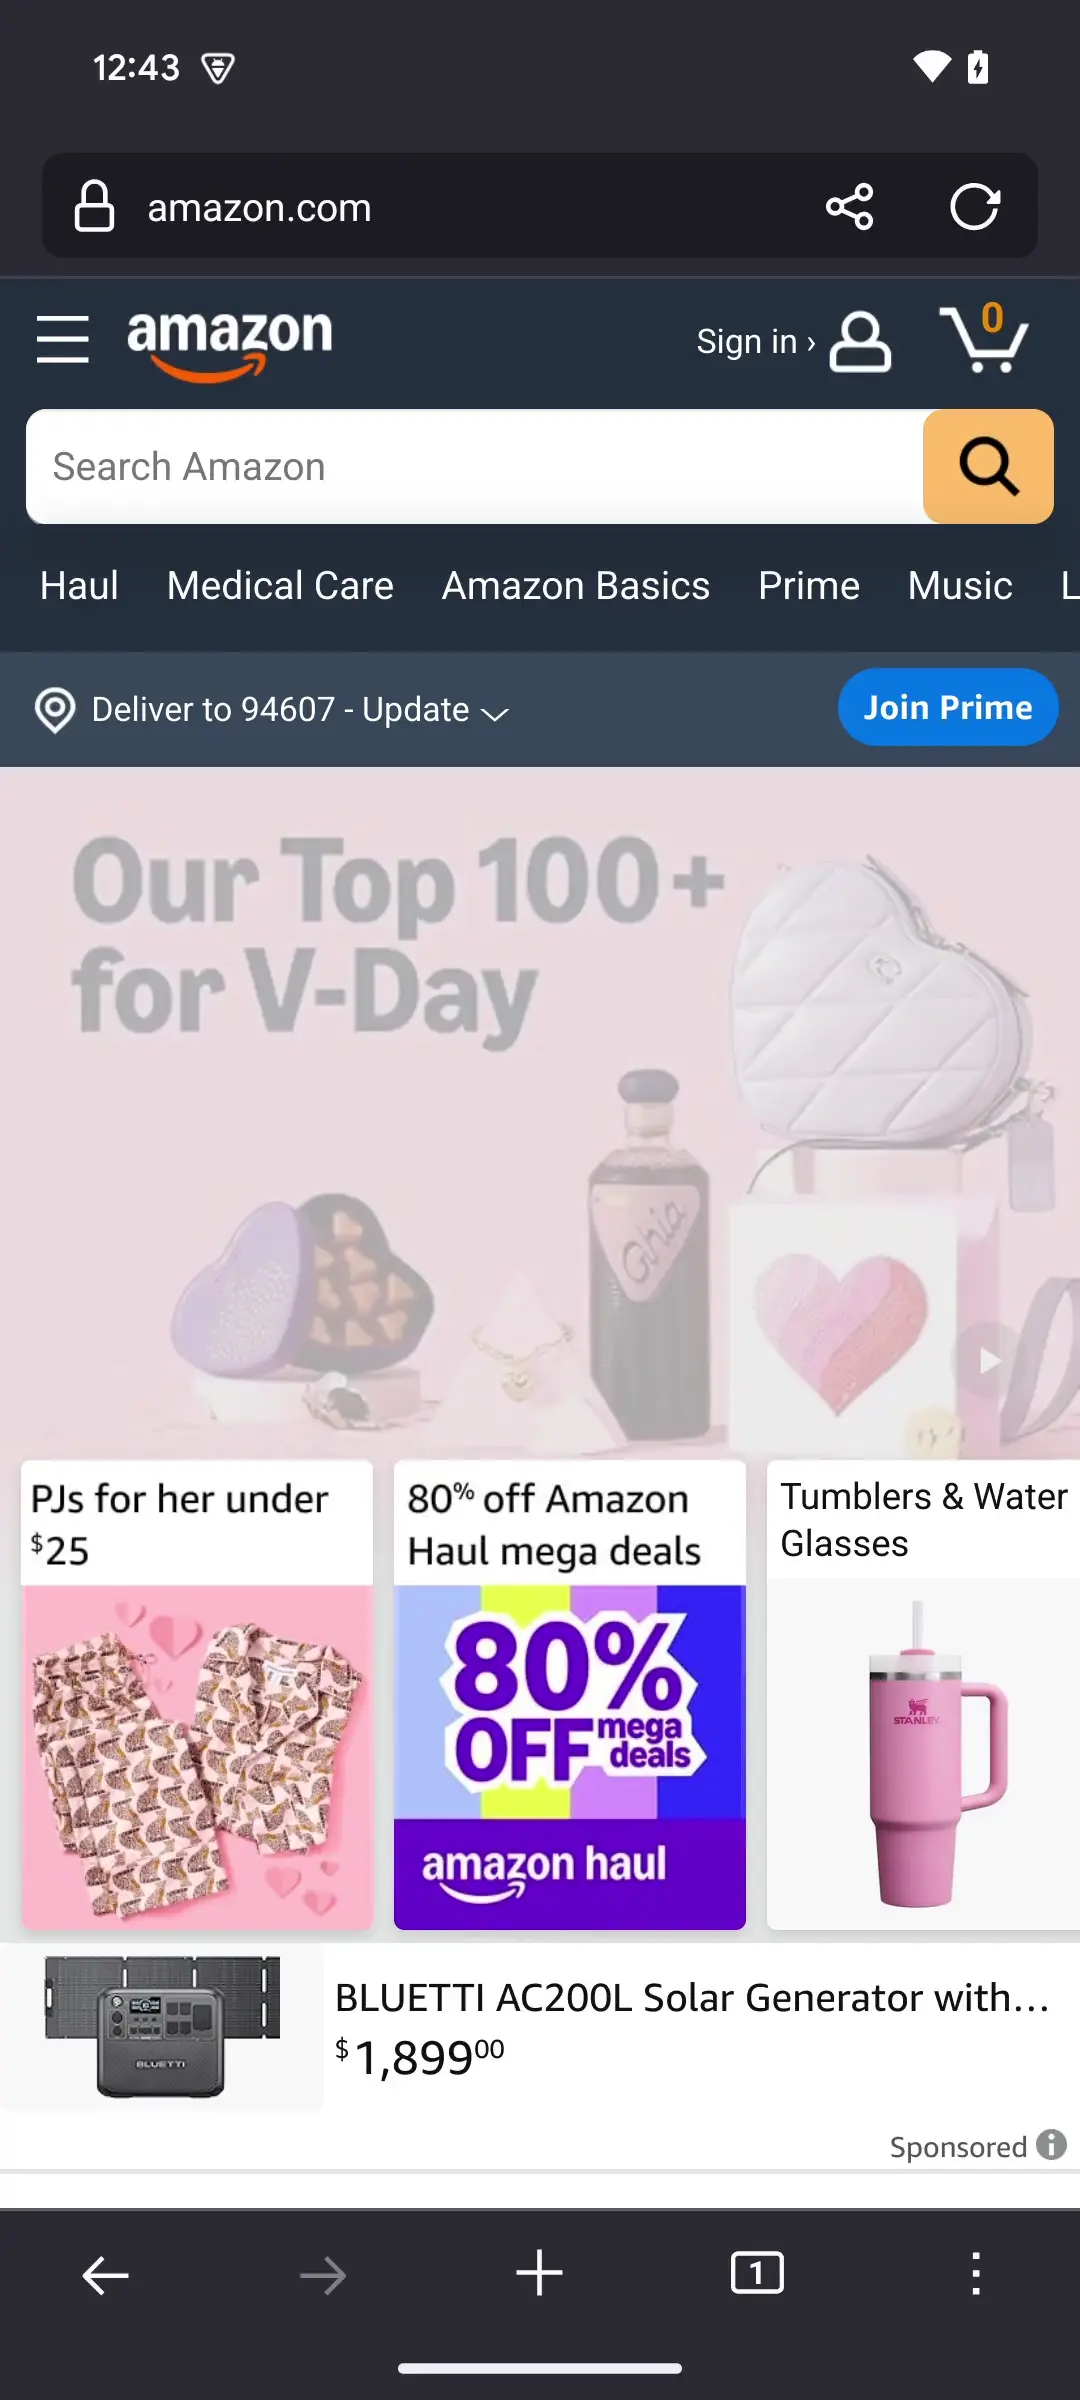 12:43
amazon.com
amazon
Sign in ›
0
Search Amazon
Haul Medical Care Amazon Basics Prime Music L
Deliver to 94607 - Update
Join Prime
Our Top 100+
for V-Day
Ghia
PJs for her under
$25
80% off Amazon
Haul mega deals
80%
OFF mega
deals
amazon haul
Tumblers & Water
Glasses
STANLEY
BLUETTI
BLUETTI AC200L Solar Generator with...
$1,89900
Sponsored
1